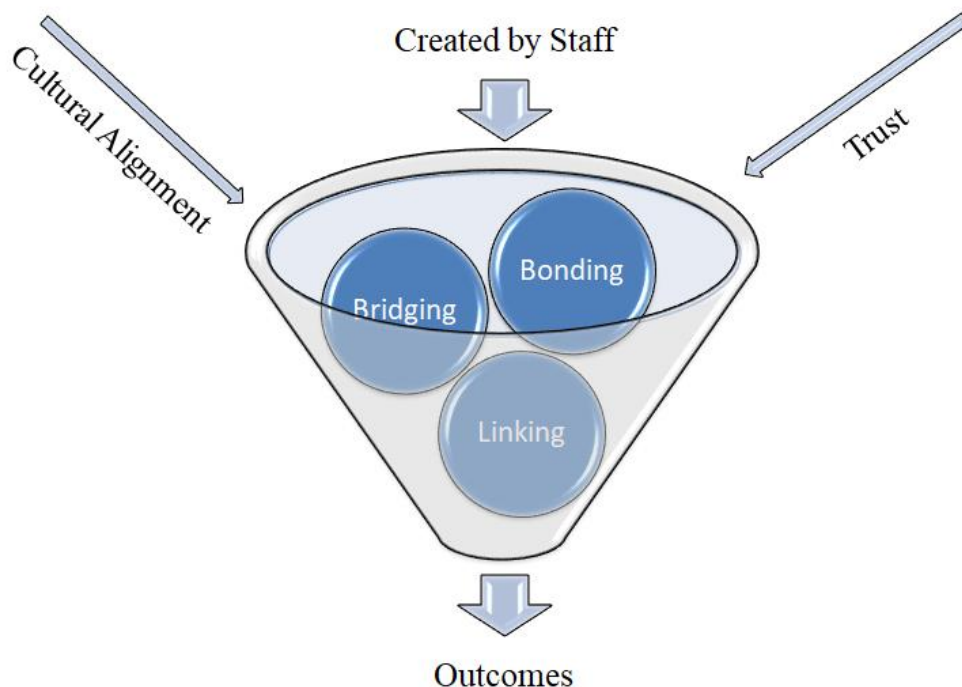 Created by Staff
Cultural Alignment
Trust
Bonding
Bridging
Linking
Outcomes